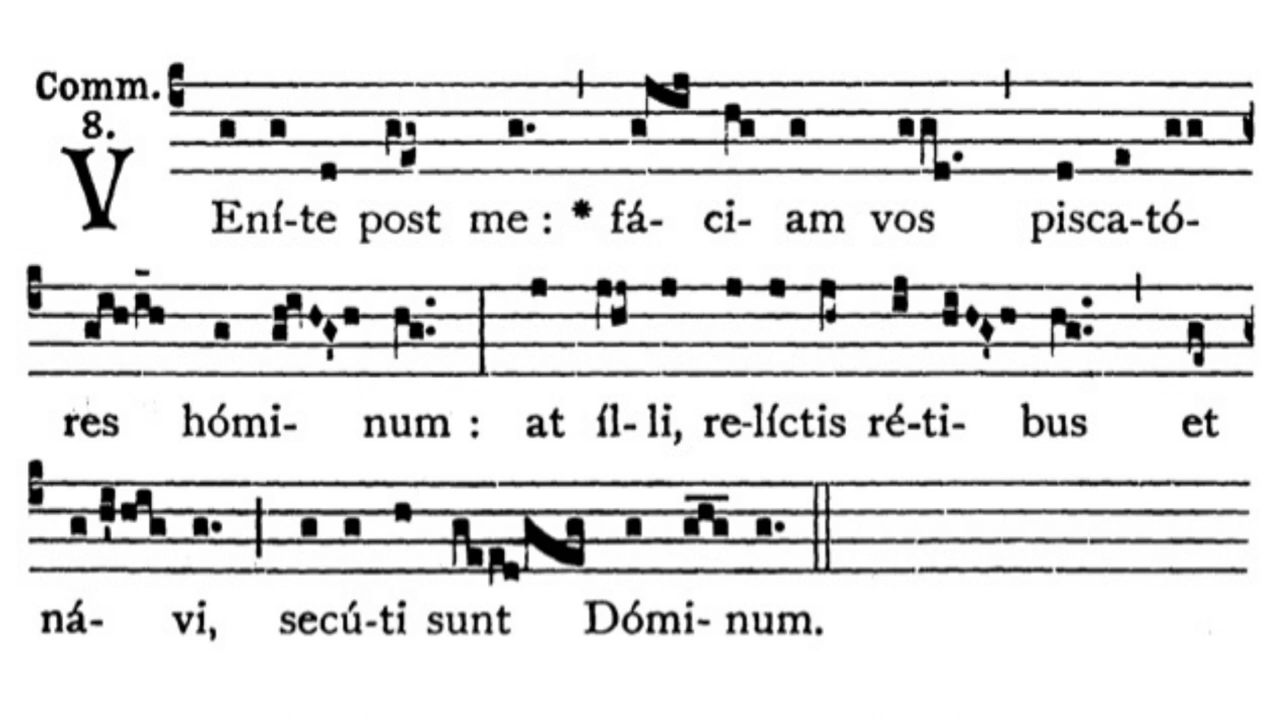 Comm.
8.
VEní-te post me : * fá- ci- am vos pisca-tó-
res hómi- num : at íl- li, re-líctis ré-ti- bus et
ná- vi, secú-ti sunt Dómi- num.